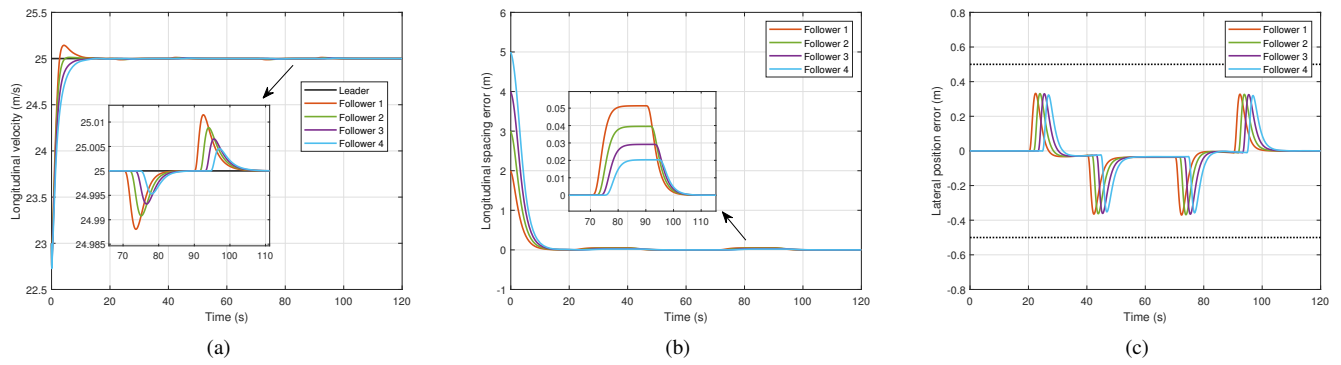 25.5
25
24.5
24
23.5
23
22.5
0 20 40 60 80 100 120
Longitudinal velocity (m/s)
Time (s)
Leader
Follower 1
Follower 2
Follower 3
Follower 4
25.01
25.005
25
24.995
24.99
24.985
70 80 90 100 110
(a)
6
5
4
3
2
1
0
-1
0 20 40 60 80 100 120
Longitudinal spacing error (m)
Time (s)
Follower 1
Follower 2
Follower 3
Follower 4
0.05
0.04
0.03
0.02
0.01
0
70 80 90 100 110
(b)
0.8
0.6
0.4
0.2
0
-0.2
-0.4
-0.6
-0.8
0 20 40 60 80 100 120
Lateral position error (m)
Time (s)
Follower 1
Follower 2
Follower 3
Follower 4
(c)